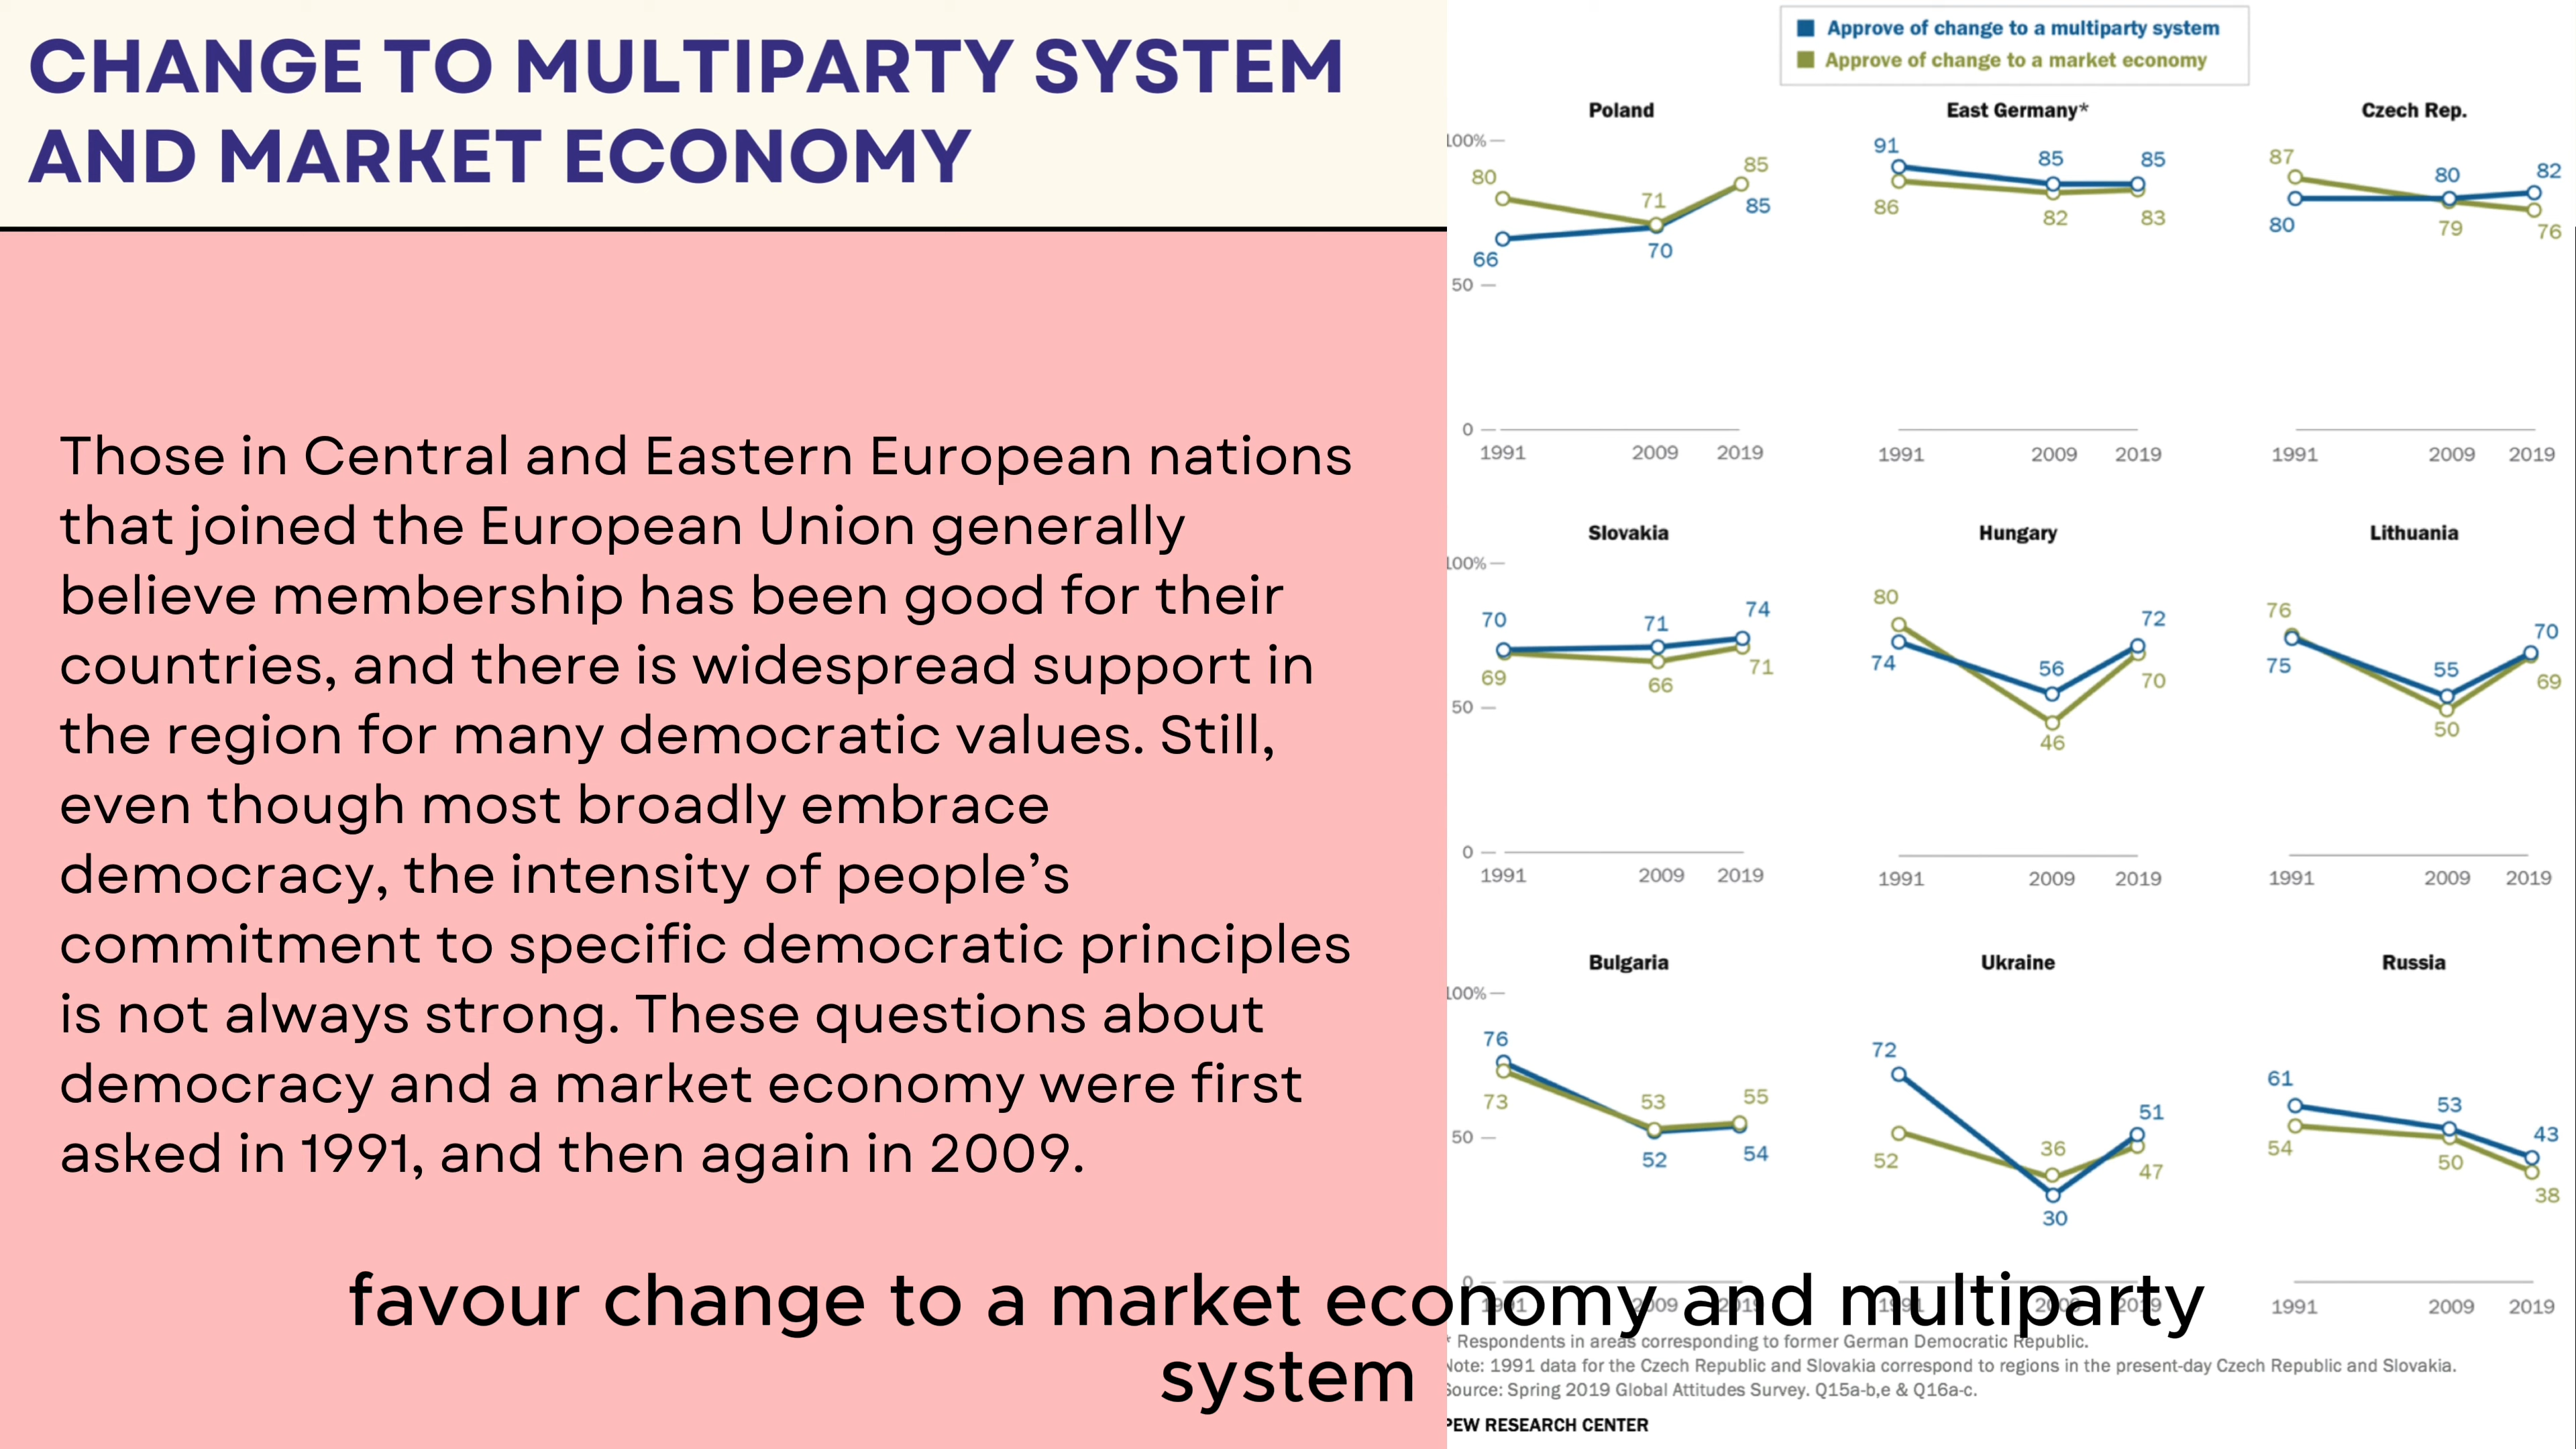 CHANGE TO MULTIPARTY SYSTEM
AND MARKET ECONOMY
Those in Central and Eastern European nations
that joined the European Union generally
believe membership has been good for their
countries, and there is widespread support in
the region for many democratic values. Still,
even though most broadly embrace
democracy, the intensity of people’s
commitment to specific democratic principles
is not always strong. These questions about
democracy and a market economy were first
asked in 1991, and then again in 2009.
Approve of change to a multiparty system
Approve of change to a market economy
Poland
100%
80
71
85
85
66
70
50
0
1991 2009 2019
East Germany*
91
85
85
86
82
83
1991 2009 2019
Czech Rep.
87
80
82
80
79
76
1991 2009 2019
Slovakia
100%
70
71
74
69
66
71
50
0
1991 2009 2019
Hungary
80
72
74
56
70
46
1991 2009 2019
Lithuania
76
70
75
55
69
50
1991 2009 2019
Bulgaria
100%
76
73
53
55
50
52
54
0
1991 2009 2019
Ukraine
72
51
52
36
47
30
1991 2009 2019
Russia
61
53
43
54
50
38
1991 2009 2019
favour change to a market economy and multiparty
system
* Respondents in areas corresponding to former German Democratic Republic.
Note: 1991 data for the Czech Republic and Slovakia correspond to regions in the present-day Czech Republic and Slovakia.
Source: Spring 2019 Global Attitudes Survey. Q15a-b,e & Q16a-c.
PEW RESEARCH CENTER